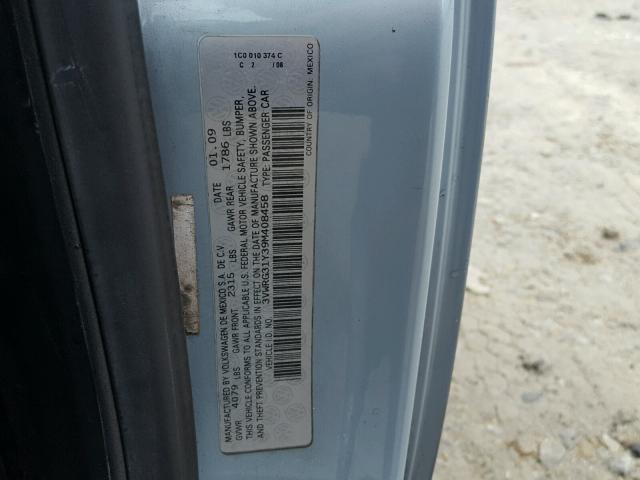 1C0 010 374 C
C 2 / 08
MANUFACTURED BY VOLKSWAGEN DE MEXICO S.A. DE C.V. DATE 01.09
GVWR 4079 LBS GAWR FRONT 2315 LBS GAWR REAR 1786 LBS
THIS VEHICLE CONFORMS TO ALL APPLICABLE U.S. FEDERAL MOTOR VEHICLE SAFETY, BUMPER,
AND THEFT PREVENTION STANDARDS IN EFFECT ON THE DATE OF MANUFACTURE SHOWN ABOVE.
VEHICLE I.D. NO. 3VWRG31Y39M408458 TYPE: PASSENGER CAR
COUNTRY OF ORIGIN: MEXICO